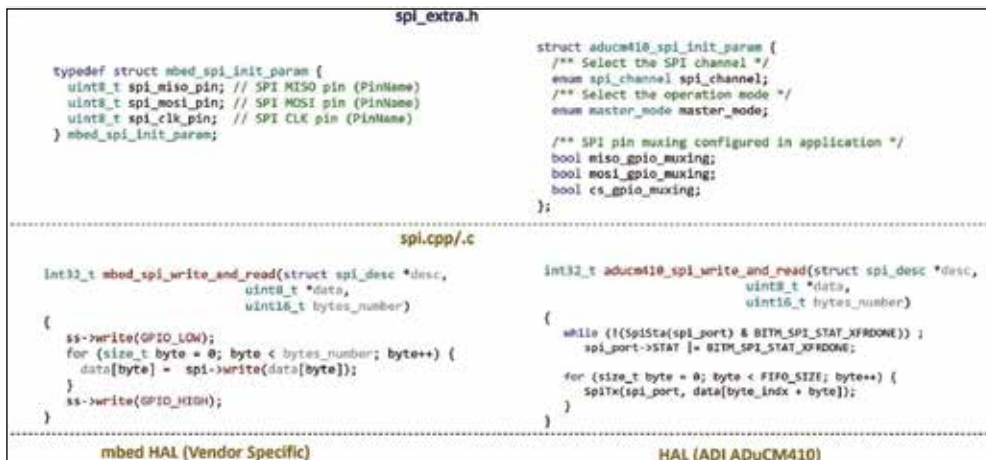 spi_extra.h
typedef struct mbed_spi_init_param {
uint8_t spi_miso_pin; // SPI MISO pin (PinName)
uint8_t spi_mosi_pin; // SPI MOSI pin (PinName)
uint8_t spi_clk_pin; // SPI CLK pin (PinName)
} mbed_spi_init_param;
struct aducm410_spi_init_param {
/** Select the SPI channel */
enum spi_channel spi_channel;
/** Select the operation mode */
enum master_mode master_mode;
/** SPI pin muxing configured in application */
bool miso_gpio_muxing;
bool mosi_gpio_muxing;
bool cs_gpio_muxing;
};
spi.cpp/.c
int32_t mbed_spi_write_and_read(struct spi_desc *desc,
uint8_t *data,
uint16_t bytes_number)
{
ss->write(GPIO_LOW);
for (size_t byte = 0; byte < bytes_number; byte++) {
data[byte] = spi->write(data[byte]);
}
ss->write(GPIO_HIGH);
}
int32_t aducm410_spi_write_and_read(struct spi_desc *desc,
uint8_t *data,
uint16_t bytes_number)
{
while (!(SpiSta(spi_port) & BITM_SPI_STAT_XFRDONE)) ;
spi_port->STAT |= BITM_SPI_STAT_XFRDONE;
for (size_t byte = 0; byte < FIFO_SIZE; byte++) {
SpiTx(spi_port, data[byte_indx + byte]);
}
}
mbed HAL (Vendor Specific)
HAL (ADI ADuCM410)